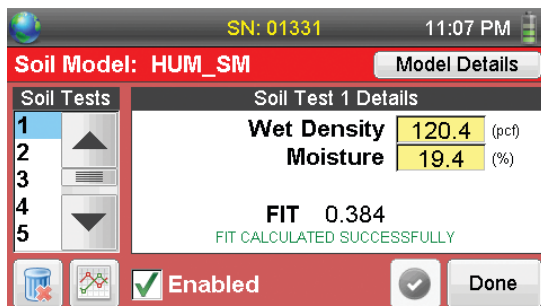 SN: 01331 11:07 PM
Soil Model: HUM_SM Model Details
Soil Tests
1
2
3
4
5
Soil Test 1 Details
Wet Density 120.4 (pcf)
Moisture 19.4 (%)
FIT 0.384
FIT CALCULATED SUCCESSFULLY
Enabled Done